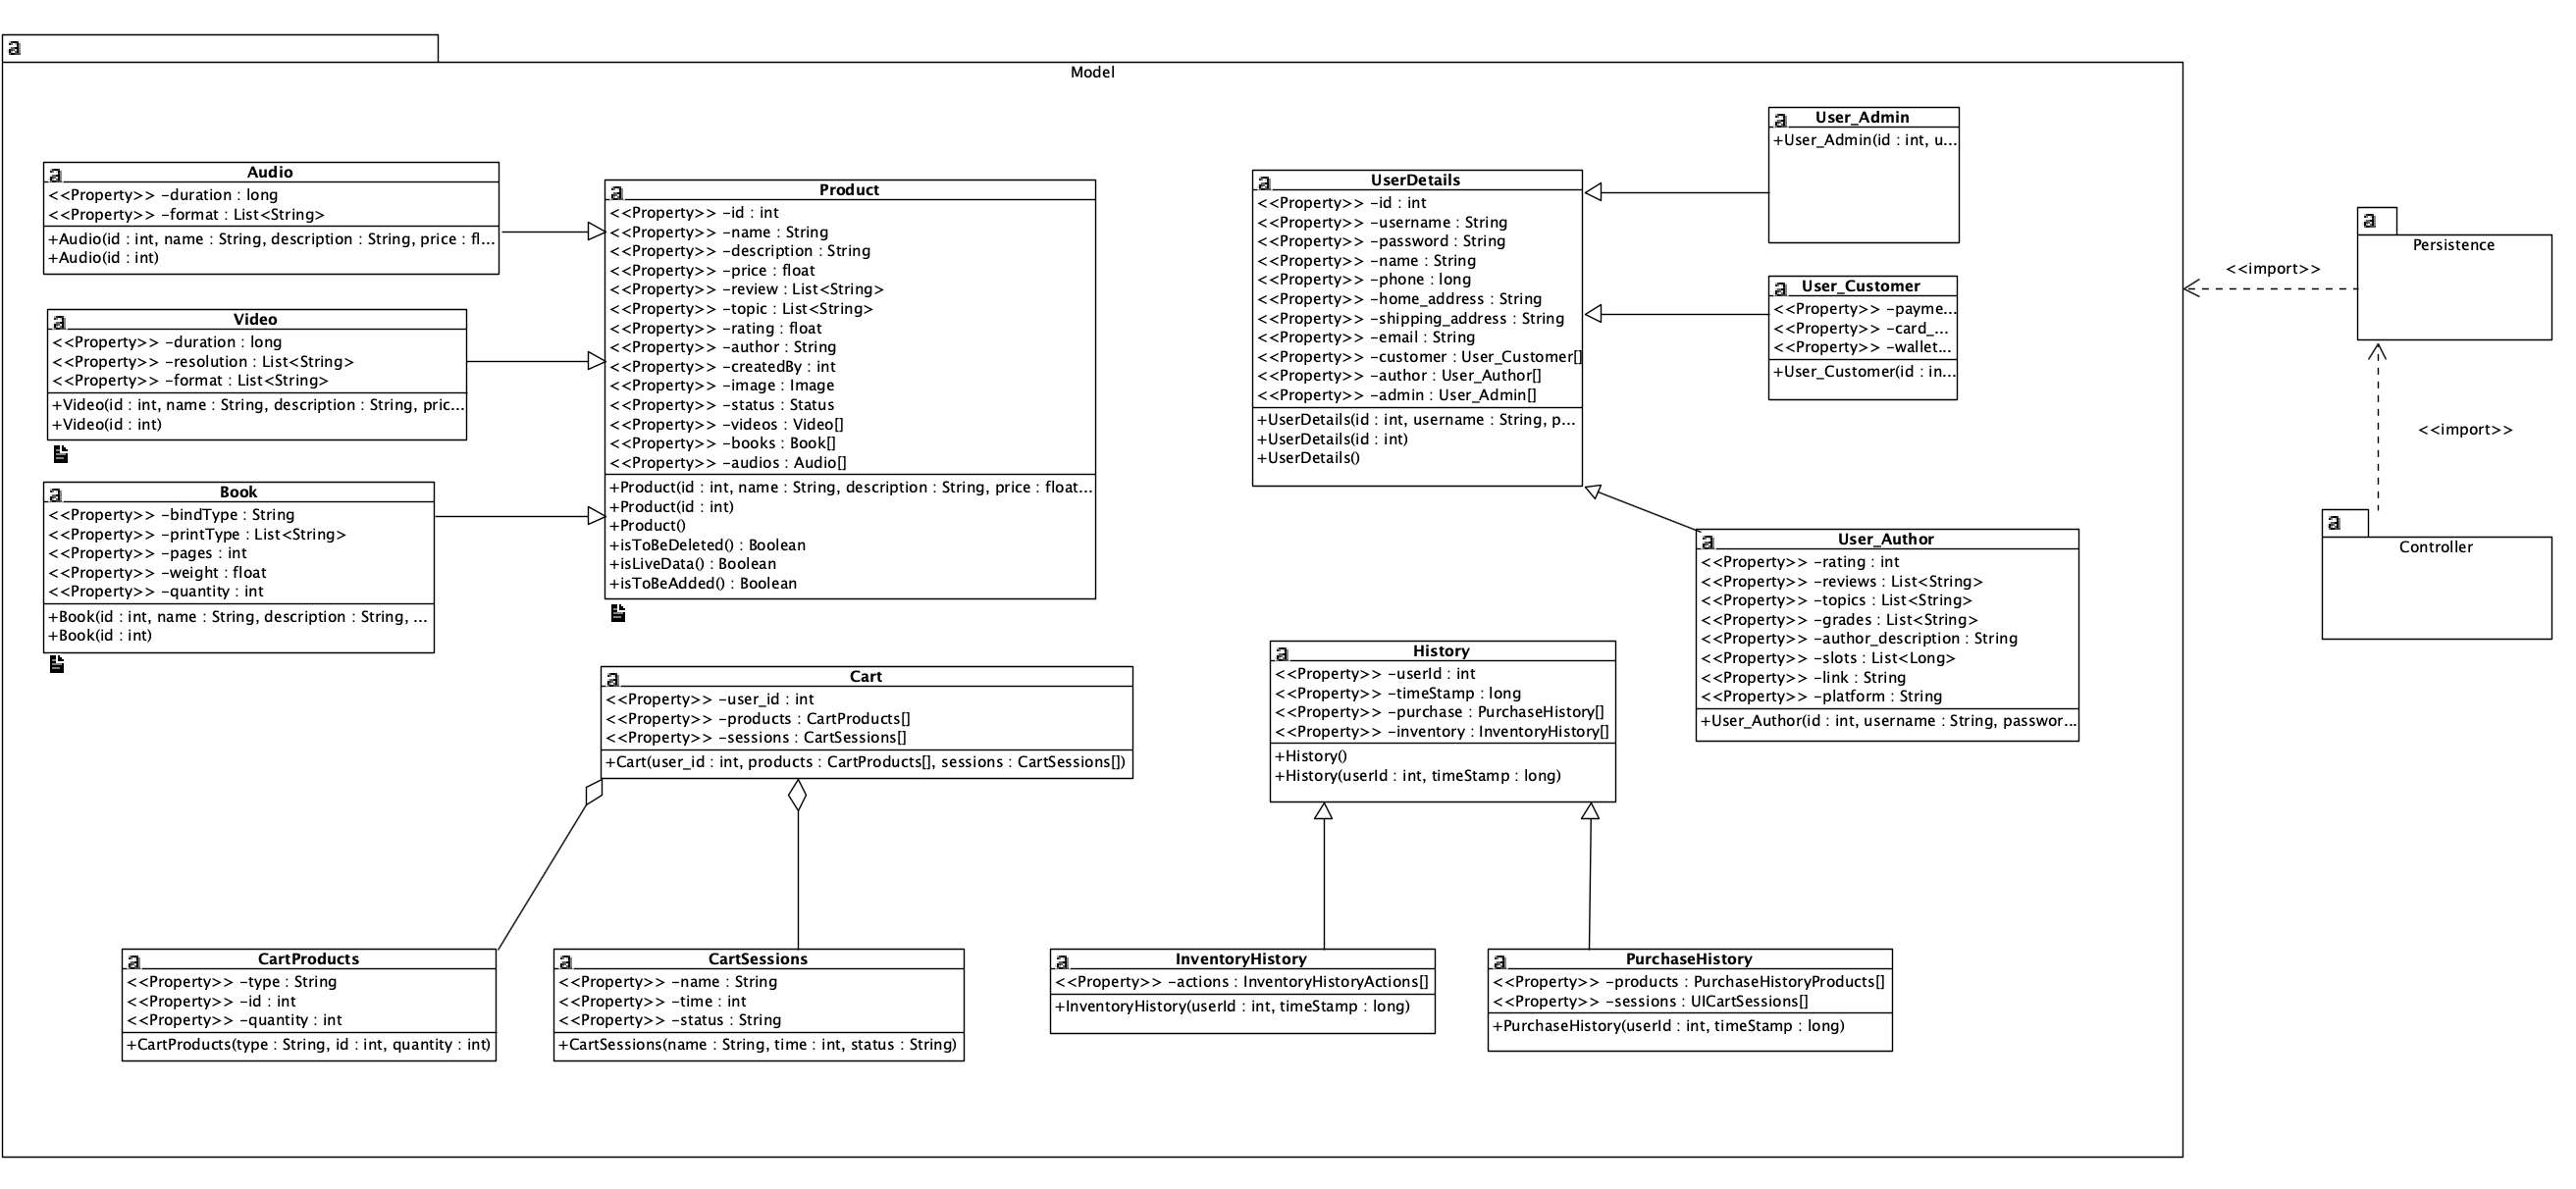 Model
Audio
<<Property>> -duration : long
<<Property>> -format : List<String>
+Audio(id : int, name : String, description : String, price : fl...
+Audio(id : int)
Video
<<Property>> -duration : long
<<Property>> -resolution : List<String>
<<Property>> -format : List<String>
+Video(id : int, name : String, description : String, pric...
+Video(id : int)
Book
<<Property>> -bindType : String
<<Property>> -printType : List<String>
<<Property>> -pages : int
<<Property>> -weight : float
<<Property>> -quantity : int
+Book(id : int, name : String, description : String, ...
+Book(id : int)
Product
<<Property>> -id : int
<<Property>> -name : String
<<Property>> -description : String
<<Property>> -price : float
<<Property>> -review : List<String>
<<Property>> -topic : List<String>
<<Property>> -rating : float
<<Property>> -author : String
<<Property>> -createdBy : int
<<Property>> -image : Image
<<Property>> -status : Status
<<Property>> -videos : Video[]
<<Property>> -books : Book[]
<<Property>> -audios : Audio[]
+Product(id : int, name : String, description : String, price : float...
+Product(id : int)
+Product()
+isToBeDeleted() : Boolean
+isLiveData() : Boolean
+isToBeAdded() : Boolean
UserDetails
<<Property>> -id : int
<<Property>> -username : String
<<Property>> -password : String
<<Property>> -name : String
<<Property>> -phone : long
<<Property>> -home_address : String
<<Property>> -shipping_address : String
<<Property>> -email : String
<<Property>> -customer : User_Customer[]
<<Property>> -author : User_Author[]
<<Property>> -admin : User_Admin[]
+UserDetails(id : int, username : String, p...
+UserDetails(id : int)
+UserDetails()
User_Admin
+User_Admin(id : int, u...
User_Customer
<<Property>> -payme...
<<Property>> -card_...
<<Property>> -wallet...
+User_Customer(id : in...
User_Author
<<Property>> -rating : int
<<Property>> -reviews : List<String>
<<Property>> -topics : List<String>
<<Property>> -grades : List<String>
<<Property>> -author_description : String
<<Property>> -slots : List<Long>
<<Property>> -link : String
<<Property>> -platform : String
+User_Author(id : int, username : String, passwor...
Cart
<<Property>> -user_id : int
<<Property>> -products : CartProducts[]
<<Property>> -sessions : CartSessions[]
+Cart(user_id : int, products : CartProducts[], sessions : CartSessions[])
History
<<Property>> -userId : int
<<Property>> -timeStamp : long
<<Property>> -purchase : PurchaseHistory[]
<<Property>> -inventory : InventoryHistory[]
+History()
+History(userId : int, timeStamp : long)
CartProducts
<<Property>> -type : String
<<Property>> -id : int
<<Property>> -quantity : int
+CartProducts(type : String, id : int, quantity : int)
CartSessions
<<Property>> -name : String
<<Property>> -time : int
<<Property>> -status : String
+CartSessions(name : String, time : int, status : String)
InventoryHistory
<<Property>> -actions : InventoryHistoryActions[]
+InventoryHistory(userId : int, timeStamp : long)
PurchaseHistory
<<Property>> -products : PurchaseHistoryProducts[]
<<Property>> -sessions : UICartSessions[]
+PurchaseHistory(userId : int, timeStamp : long)
<<import>>
Persistence
<<import>>
Controller